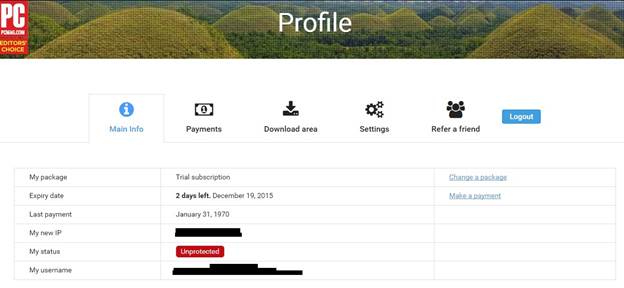 PC
PCMAG.COM
EDITORS'
CHOICE
Profile
Main Info
Payments
Download area
Settings
Refer a friend
Logout
My package Trial subscription Change a package
Expiry date 2 days left, December 19, 2015 Make a payment
Last payment January 31, 1970
My new IP
My status Unprotected
My username